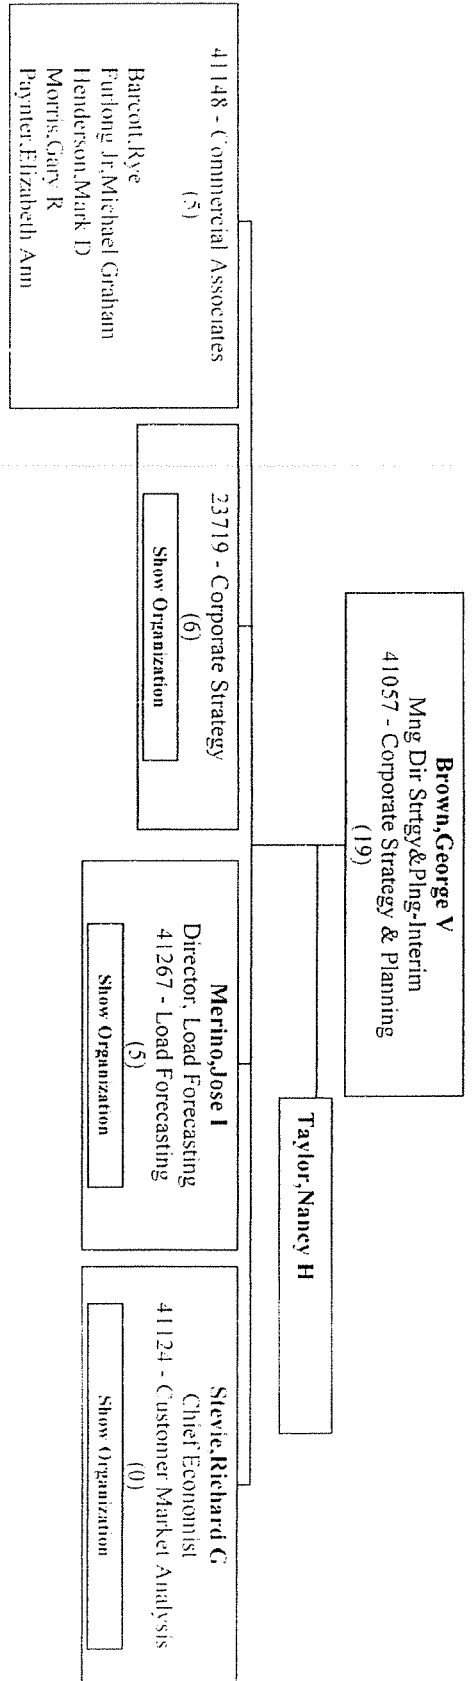 Brown,George V
Mng Dir Strtgy&Plng-Interim
41057 - Corporate Strategy & Planning
(19)
Taylor,Nancy H
41148 - Commercial Associates
(5)
Barcott,Rye
Furlong Jr,Michael Graham
Henderson,Mark D
Morris,Gary R
Paynter,Elizabeth Ann
23719 - Corporate Strategy
(6)
Show Organization
Merino,Jose I
Director, Load Forecasting
41267 - Load Forecasting
(5)
Show Organization
Stevie,Richard G
Chief Economist
41124 - Customer Market Analysis
(0)
Show Organization